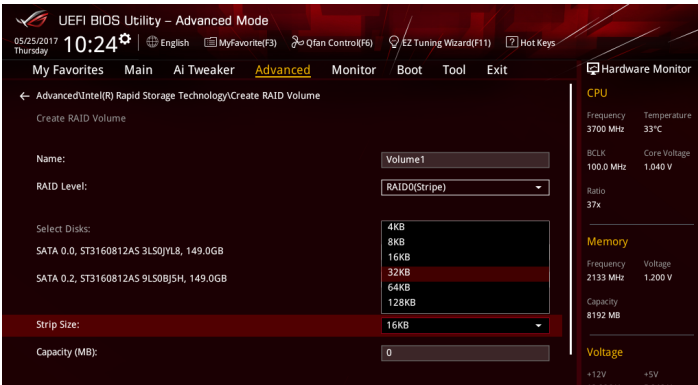 UEFI BIOS Utility – Advanced Mode
05/25/2017
Thursday
10:24
English
MyFavorite(F3)
Qfan Control(F6)
EZ Tuning Wizard(F11)
Hot Keys
My Favorites Main Ai Tweaker Advanced Monitor Boot Tool Exit
Advanced\Intel(R) Rapid Storage Technology\Create RAID Volume
Create RAID Volume
Name: Volume1
RAID Level: RAID0(Stripe)
Select Disks:
SATA 0.0, ST3160812AS 3LS0JYL8, 149.0GB
SATA 0.2, ST3160812AS 9LS0BJ5H, 149.0GB
4KB
8KB
16KB
32KB
64KB
128KB
Strip Size: 16KB
Capacity (MB): 0
Hardware Monitor
CPU
Frequency Temperature
3700 MHz 33°C
BCLK Core Voltage
100.0 MHz 1.040 V
Ratio
37x
Memory
Frequency Voltage
2133 MHz 1.200 V
Capacity
8192 MB
Voltage
+12V +5V